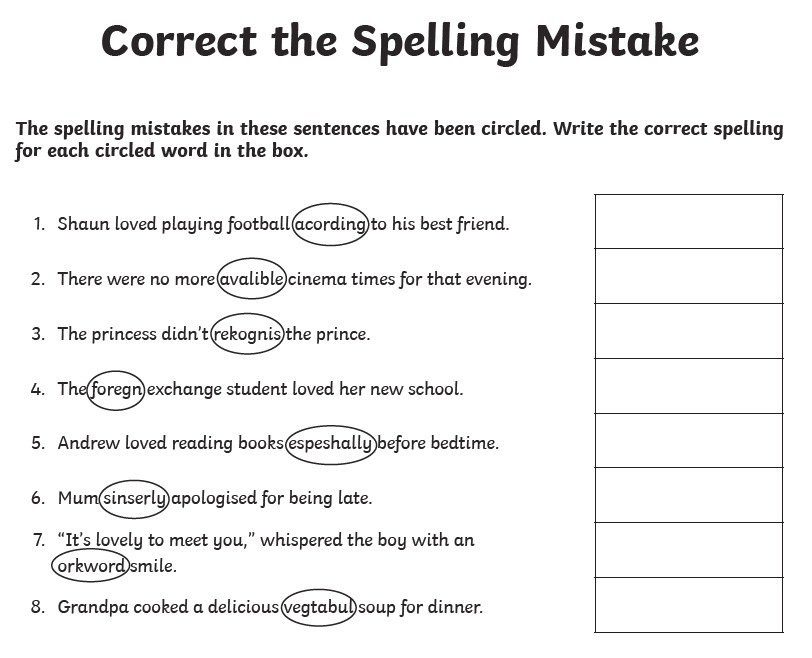 Correct the Spelling Mistake
The spelling mistakes in these sentences have been circled. Write the correct spelling
for each circled word in the box.
1. Shaun loved playing football acording to his best friend.
2. There were no more avalible cinema times for that evening.
3. The princess didn't rekognis the prince.
4. The foregn exchange student loved her new school.
5. Andrew loved reading books espeshally before bedtime.
6. Mum sinserly apologised for being late.
7. “It's lovely to meet you,” whispered the boy with an
orkword smile.
8. Grandpa cooked a delicious vegtabul soup for dinner.